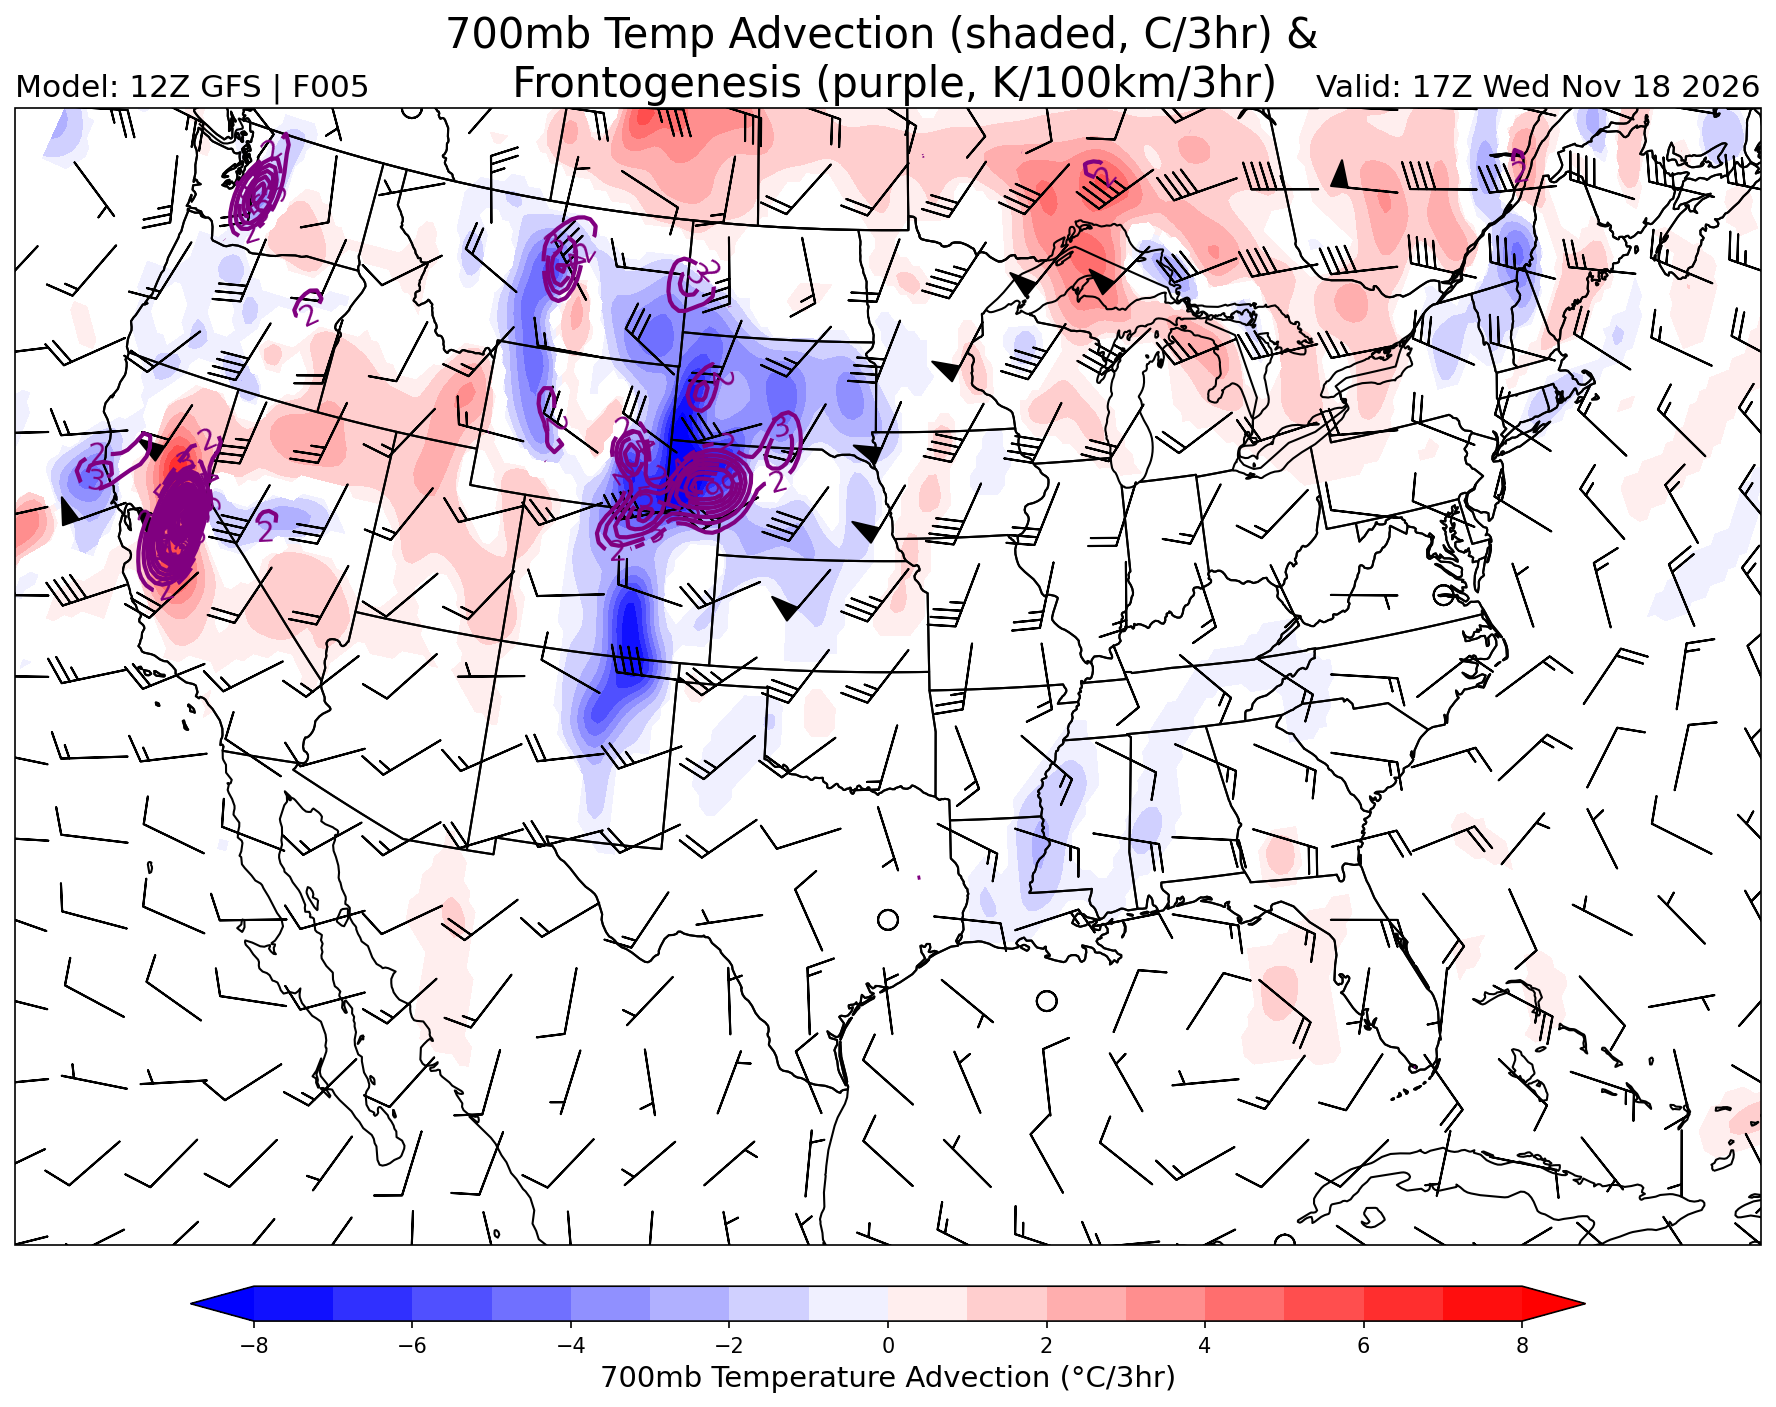 700mb Temp Advection (shaded, C/3hr) &
Frontogenesis (purple, K/100km/3hr)
Model: 12Z GFS | F005
Valid: 17Z Wed Nov 18 2026
−8 −6 −4 −2 0 2 4 6 8
700mb Temperature Advection (°C/3hr)